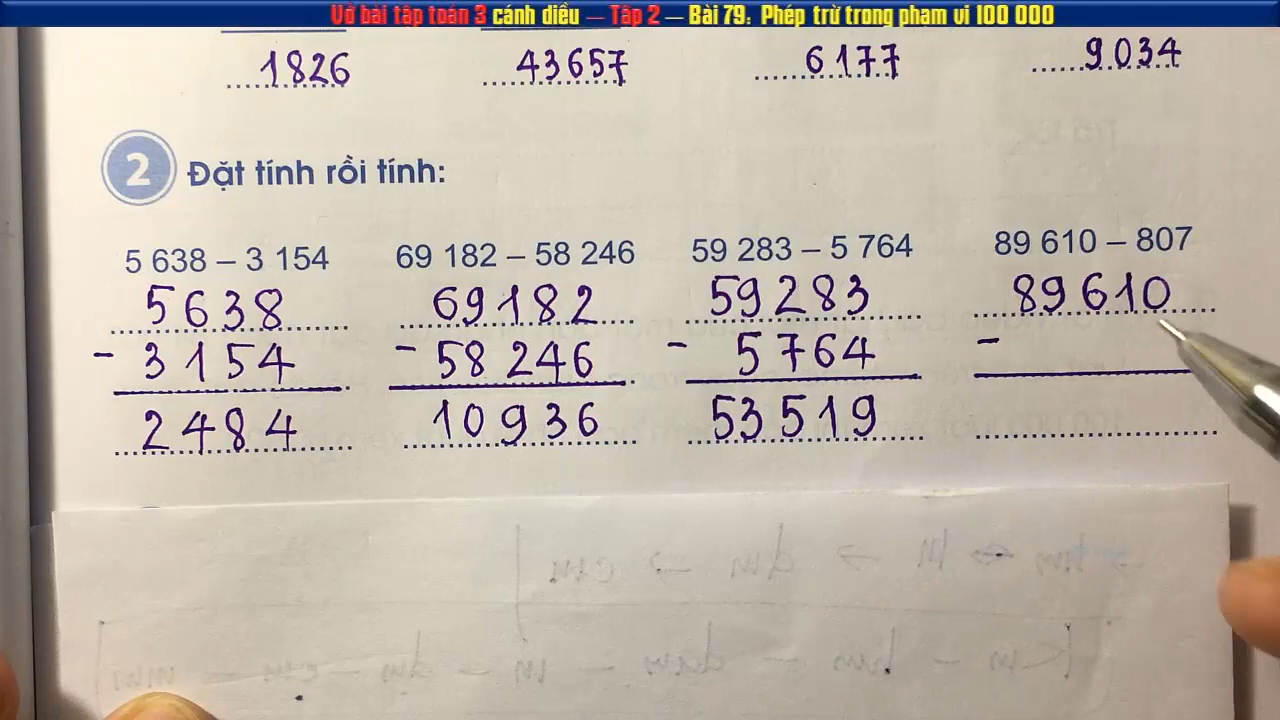 Vở bài tập toán 3 cánh diều – Tập 2 – Bài 79: Phép trừ trong phạm vi 100 000
1826 43657 6177 9034
2 Đặt tính rồi tính:
5 638 – 3 154 69 182 – 58 246 59 283 – 5 764 89 610 – 807
5638 69182 59283 89610
- 3154 - 58246 - 5764 -
2484 10936 53519